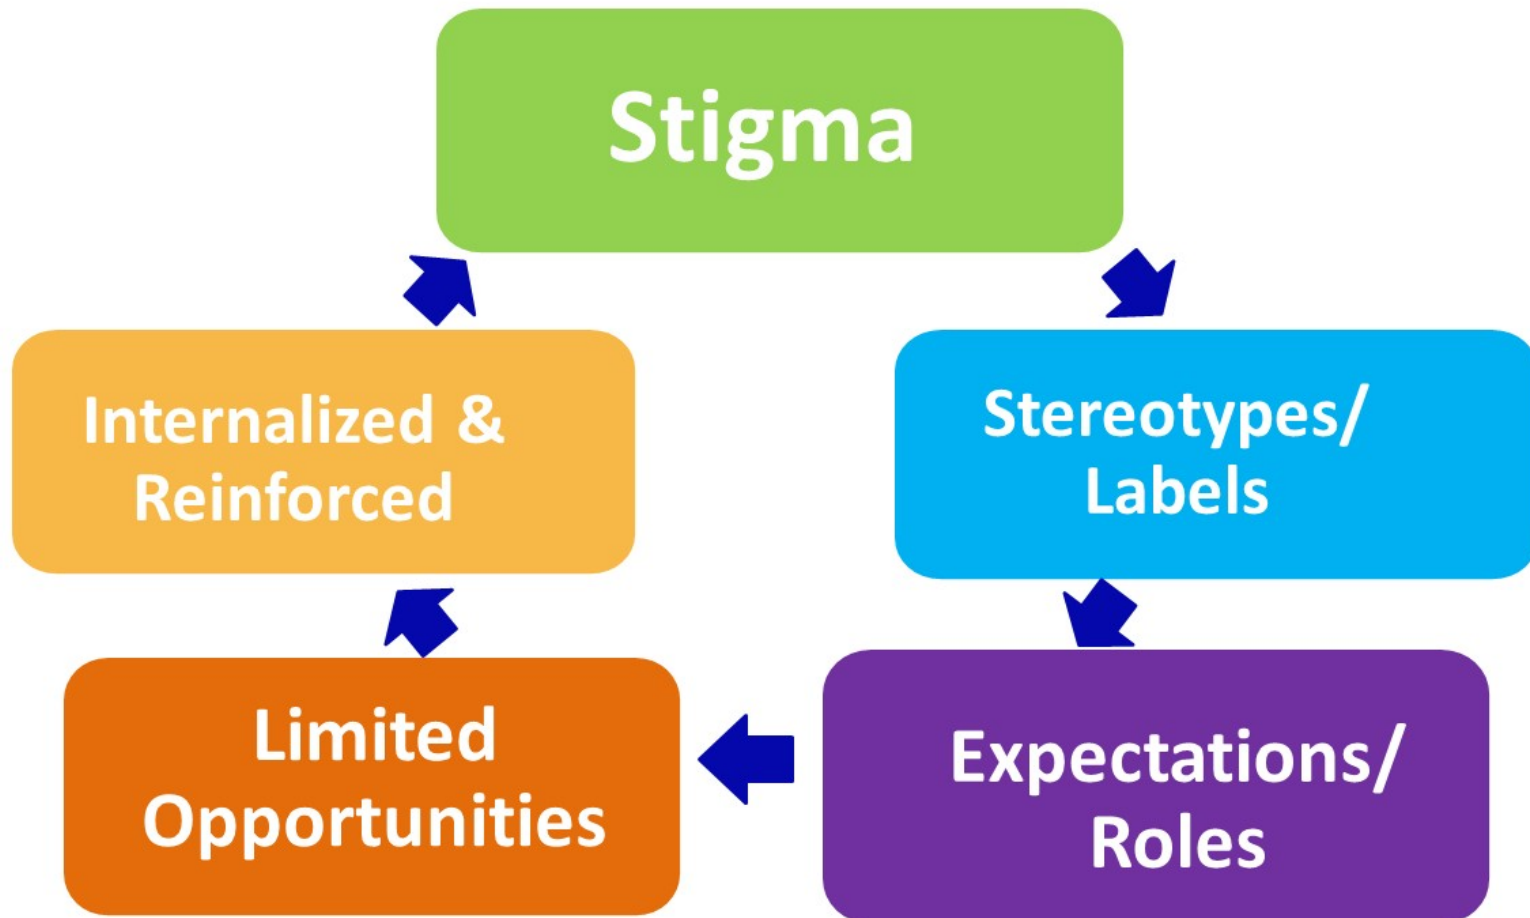 Stigma
Stereotypes/
Labels
Expectations/
Roles
Limited
Opportunities
Internalized &
Reinforced